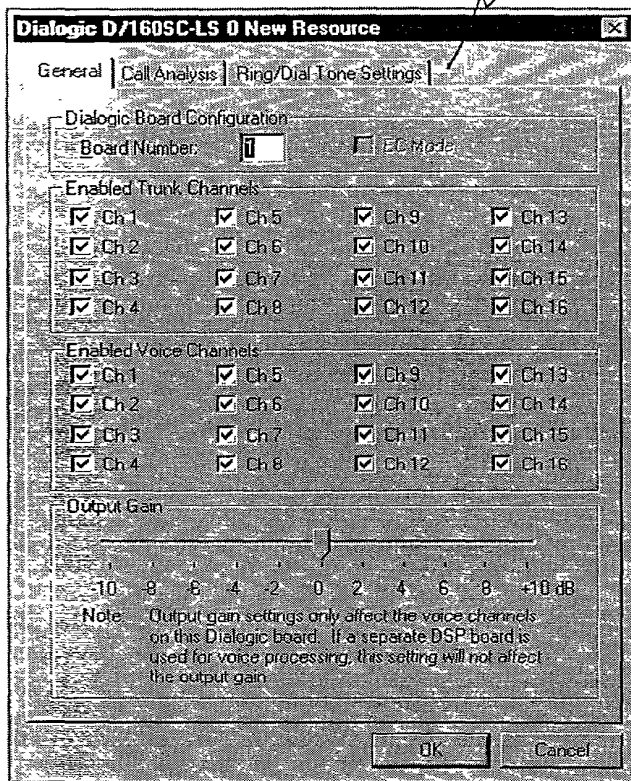 Dialogic D/160SC-LS 0 New Resource
General Call Analysis Ring/Dial Tone Settings
Dialogic Board Configuration
Board Number: 1 EC Mode
Enabled Trunk Channels
Ch 1 Ch 5 Ch 9 Ch 13
Ch 2 Ch 6 Ch 10 Ch 14
Ch 3 Ch 7 Ch 11 Ch 15
Ch 4 Ch 8 Ch 12 Ch 16
Enabled Voice Channels
Ch 1 Ch 5 Ch 9 Ch 13
Ch 2 Ch 6 Ch 10 Ch 14
Ch 3 Ch 7 Ch 11 Ch 15
Ch 4 Ch 8 Ch 12 Ch 16
Output Gain
-10 -8 -6 -4 -2 0 2 4 6 8 +10 dB
Note: Output gain settings only affect the voice channels
on this Dialogic board. If a separate DSP board is
used for voice processing, this setting will not affect
the output gain
OK Cancel